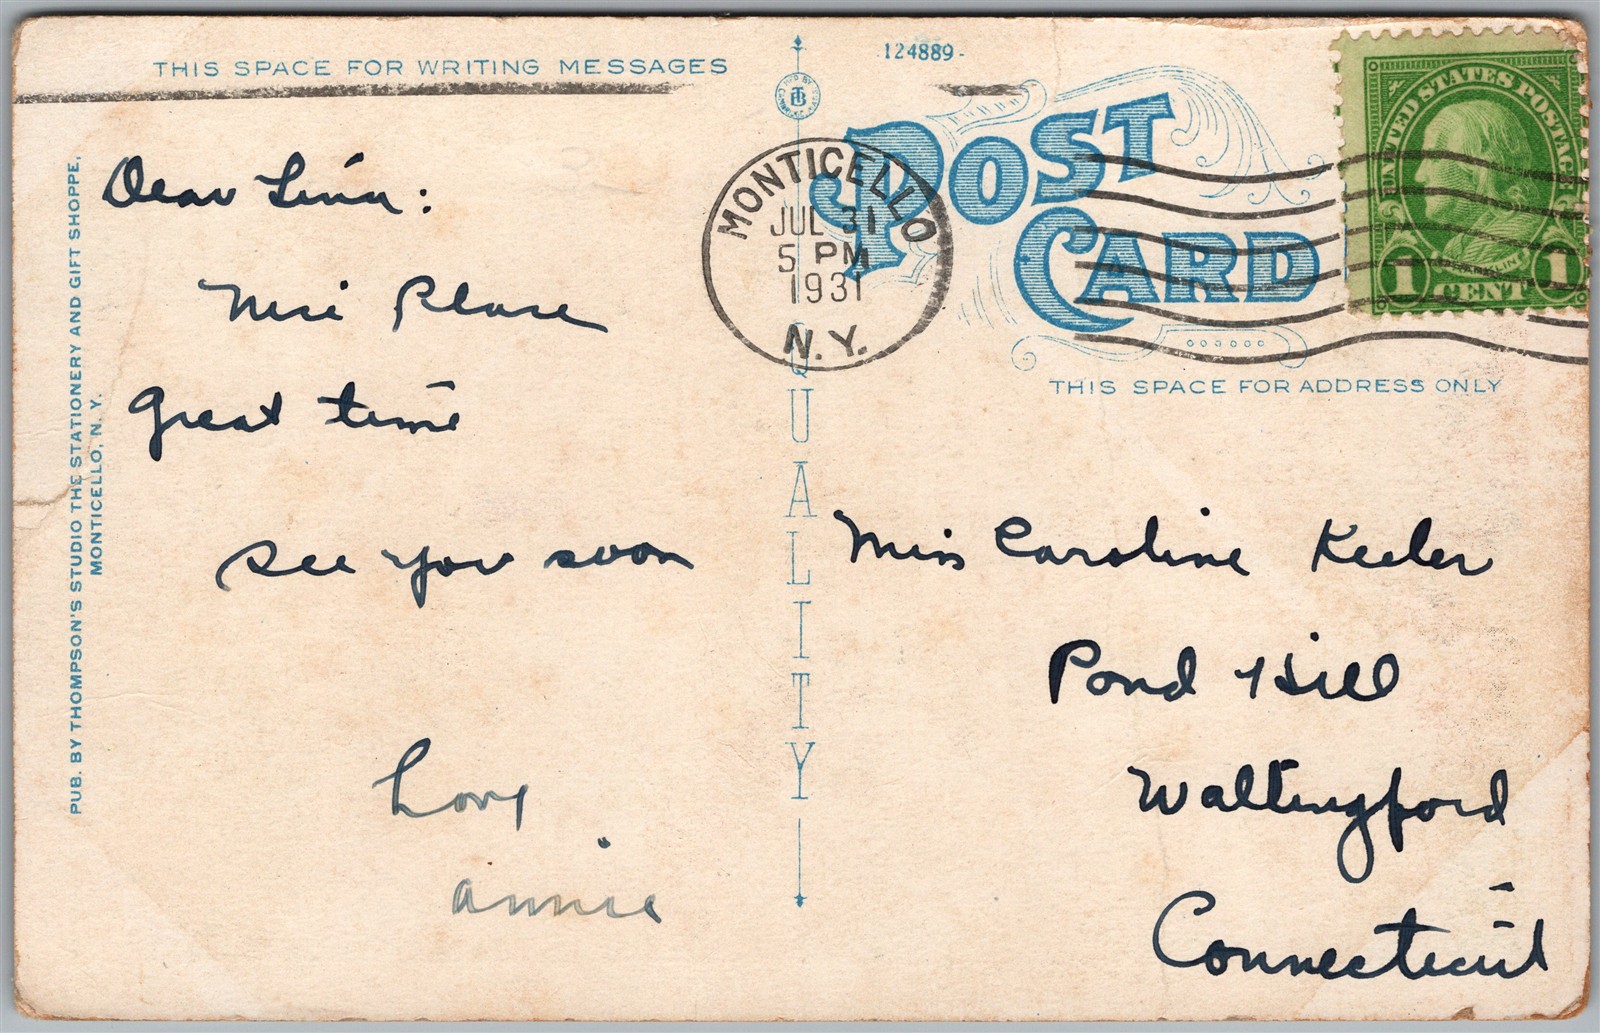 THIS SPACE FOR WRITING MESSAGES
124889
POST CARD
MONTICELLO
JUL 31
5 PM
1931
N.Y.
UNITED STATES POSTAGE
FRANKLIN
1 CENT 1
THIS SPACE FOR ADDRESS ONLY
PUB. BY THOMPSON'S STUDIO THE STATIONERY AND GIFT SHOPPE,
MONTICELLO, N. Y.
QUALITY
Dear
Place
Great time
See you soon
Love
Annie
Miss Caroline Keeler
Pond Hill
Wallingford
Connecticut